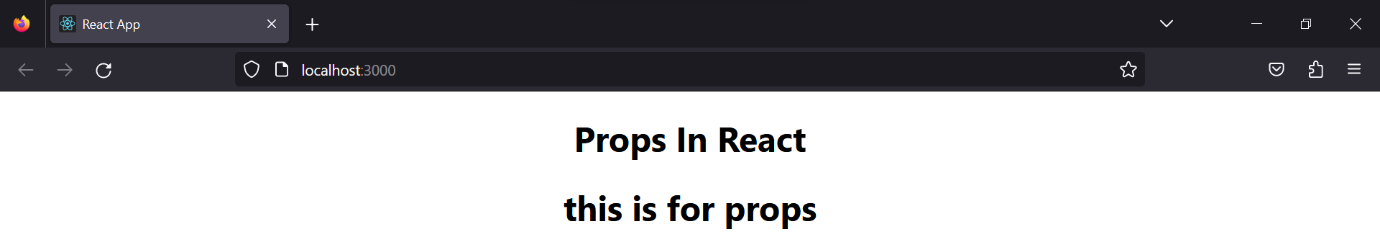 React App
localhost:3000
Props In React
this is for props